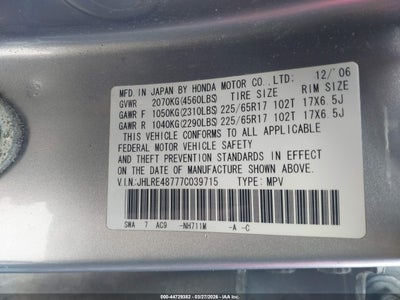 MFD. IN JAPAN BY HONDA MOTOR CO.,LTD: 12/'06
GVWR 2070KG(4560LBS) TIRE SIZE RIM SIZE
GAWR F 1050KG(2310LBS) 225/65R17 102T 17X6.5J
GAWR R 1040KG(2290LBS) 225/65R17 102T 17X6.5J
THIS VEHICLE CONFORMS TO ALL APPLICABLE
FEDERAL MOTOR VEHICLE SAFETY
AND THEFT PREVENTION STANDARDS IN EFFECT
ON THE DATE OF MANUFACTURE SHOWN ABOVE.
V.I.N:JHLRE48777C039715 TYPE: MPV
SWA 7 AC9 -NH711M -A -C
000-44729382 - 03/27/2026 - IAAI.COM